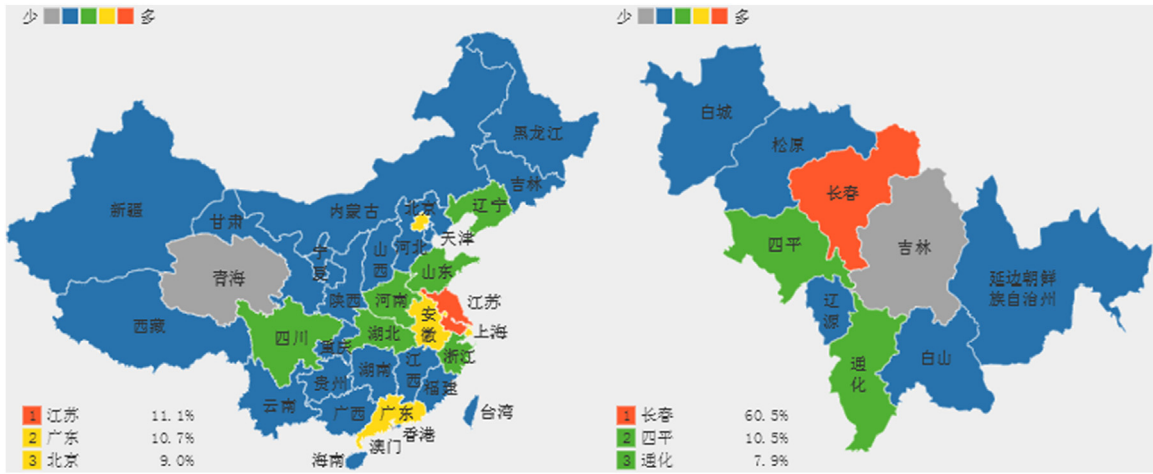 少 多
黑龙江
吉林
辽宁
新疆
甘肃
内蒙古
北京
天津
宁夏
山西
河北
山东
青海
陕西
河南
江苏
西藏
四川
湖北
安徽
上海
重庆
浙江
湖南
江西
贵州
福建
云南
广西
广东
台湾
香港
澳门
海南
1 江苏 11.1%
2 广东 10.7%
3 北京 9.0%
少 多
白城
松原
长春
四平
吉林
延边朝鲜
族自治州
辽源
通化
白山
1 长春 60.5%
2 四平 10.5%
3 通化 7.9%